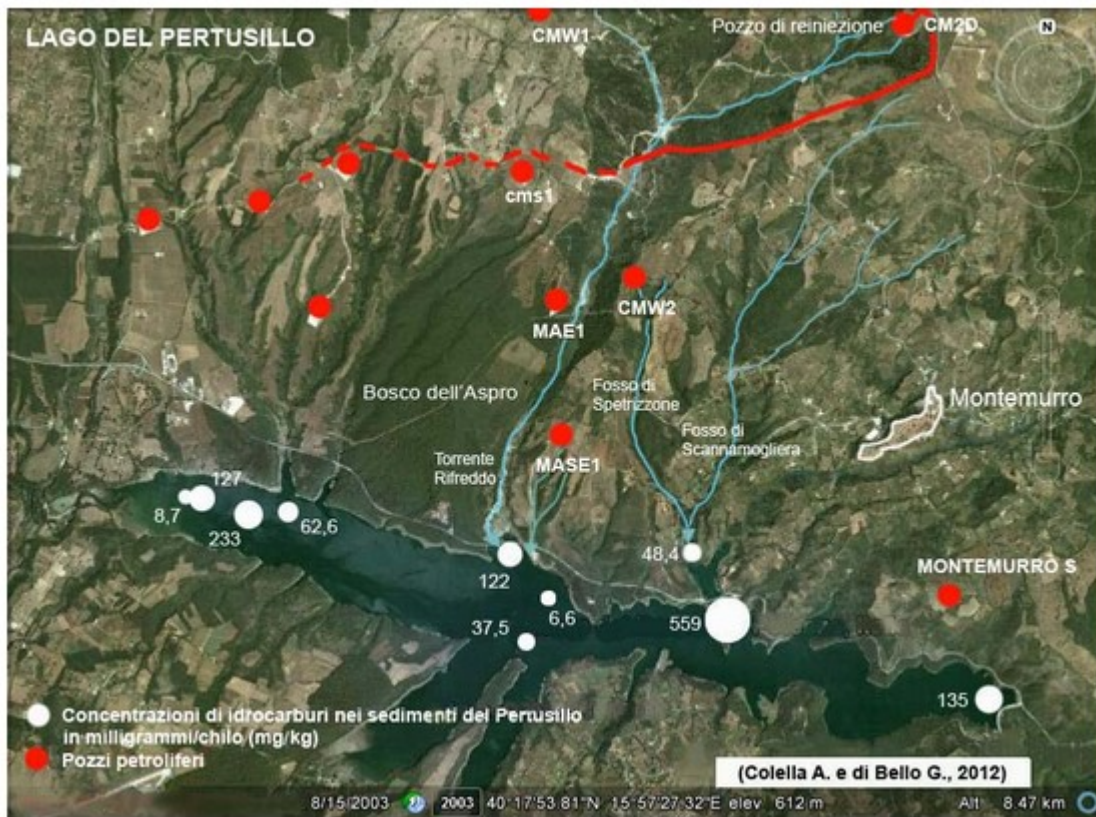 LAGO DEL PERTUSILLO
CMW1
Pozzo di reiniezione
CM2D
N
cms1
MAE1
CMW2
Bosco dell'Aspro
Fosso di
Spetrizzone
Fosso di
Scannamogliera
Montemurro
Torrente
Rifreddo
MASE1
127
8,7
233
62,6
122
48,4
6,6
37,5
559
MONTEMURRO S
135
Concentrazioni di idrocarburi nei sedimenti del Pertusillo
in milligrammi/chilo (mg/kg)
Pozzi petroliferi
(Colella A. e di Bello G., 2012)
8/15/2003 2003 40°17'53 81"N 15°57'27 32"E elev 612 m Alt 8.47 km